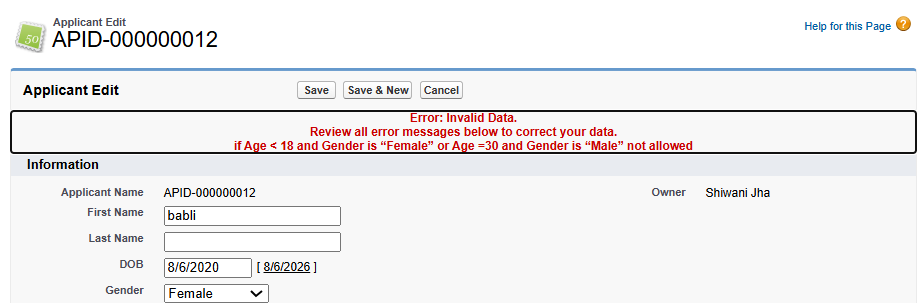 Applicant Edit
APID-000000012
Help for this Page ?
50
Applicant Edit Save Save & New Cancel
Error: Invalid Data.
Review all error messages below to correct your data.
if Age < 18 and Gender is “Female” or Age =30 and Gender is “Male” not allowed
Information
Applicant Name APID-000000012 Owner Shiwani Jha
First Name babli
Last Name
DOB 8/6/2020 [ 8/6/2026 ]
Gender Female